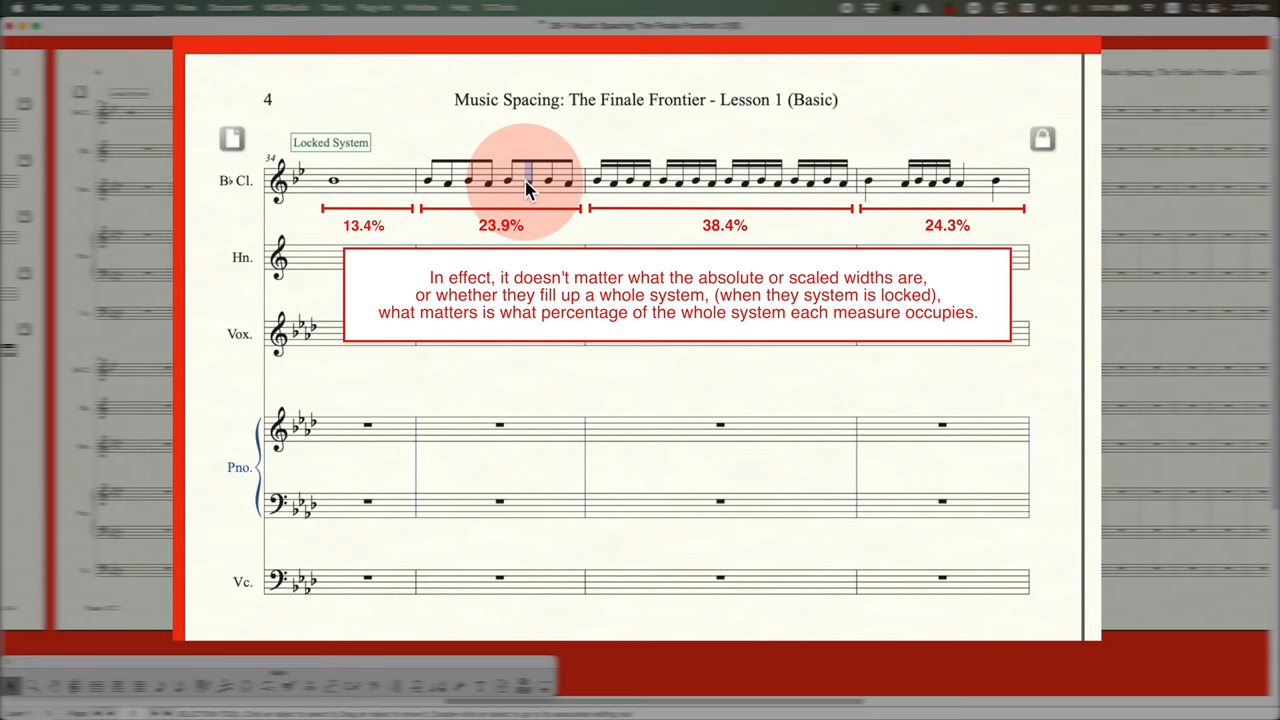 4
Music Spacing: The Finale Frontier - Lesson 1 (Basic)
Locked System
34
B♭ Cl.
13.4%
23.9%
38.4%
24.3%
Hn.
In effect, it doesn't matter what the absolute or scaled widths are,
or whether they fill up a whole system, (when they system is locked),
what matters is what percentage of the whole system each measure occupies.
Vox.
Pno.
Vc.